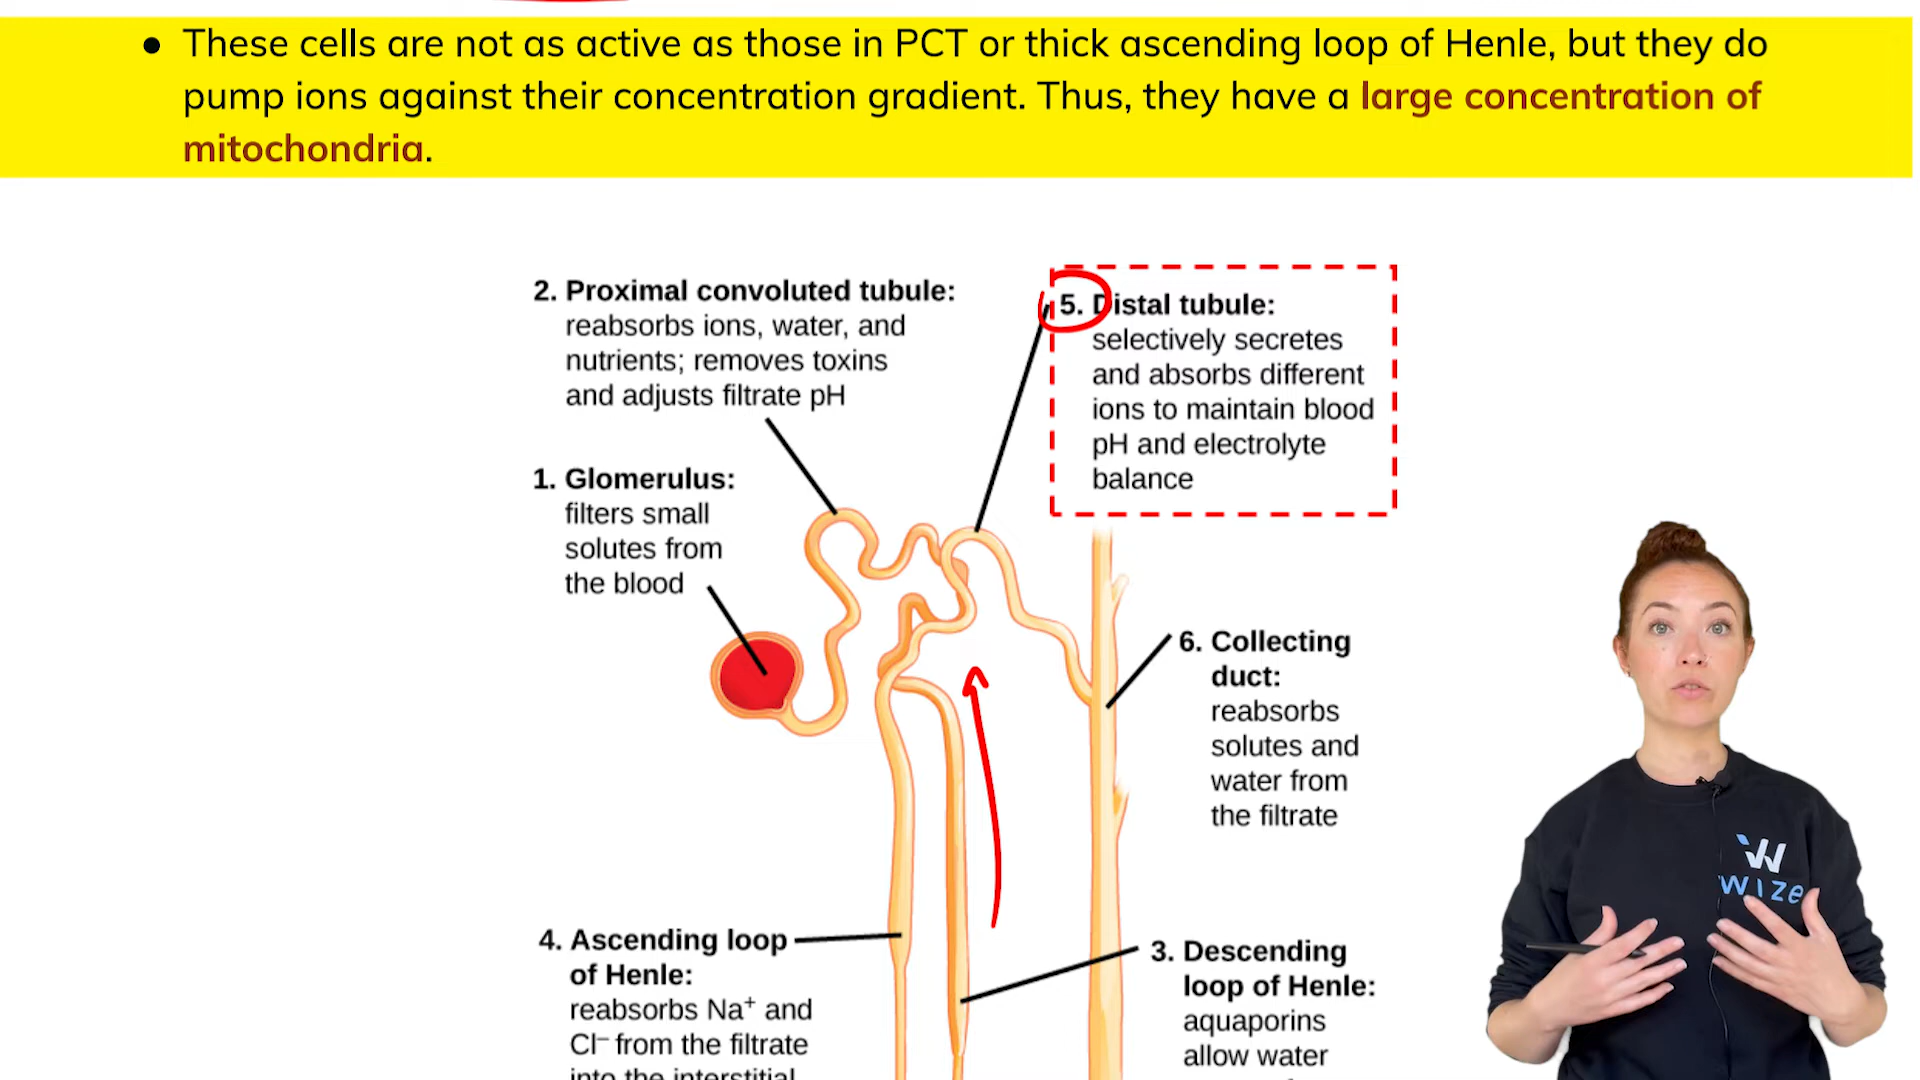 ● These cells are not as active as those in PCT or thick ascending loop of Henle, but they do
pump ions against their concentration gradient. Thus, they have a large concentration of
mitochondria.
2. Proximal convoluted tubule:
reabsorbs ions, water, and
nutrients; removes toxins
and adjusts filtrate pH
5. Distal tubule:
selectively secretes
and absorbs different
ions to maintain blood
pH and electrolyte
balance
1. Glomerulus:
filters small
solutes from
the blood
6. Collecting
duct:
reabsorbs
solutes and
water from
the filtrate
4. Ascending loop
of Henle:
reabsorbs Na⁺ and
Cl⁻ from the filtrate
into the interstitial
3. Descending
loop of Henle:
aquaporins
allow water
W
wize